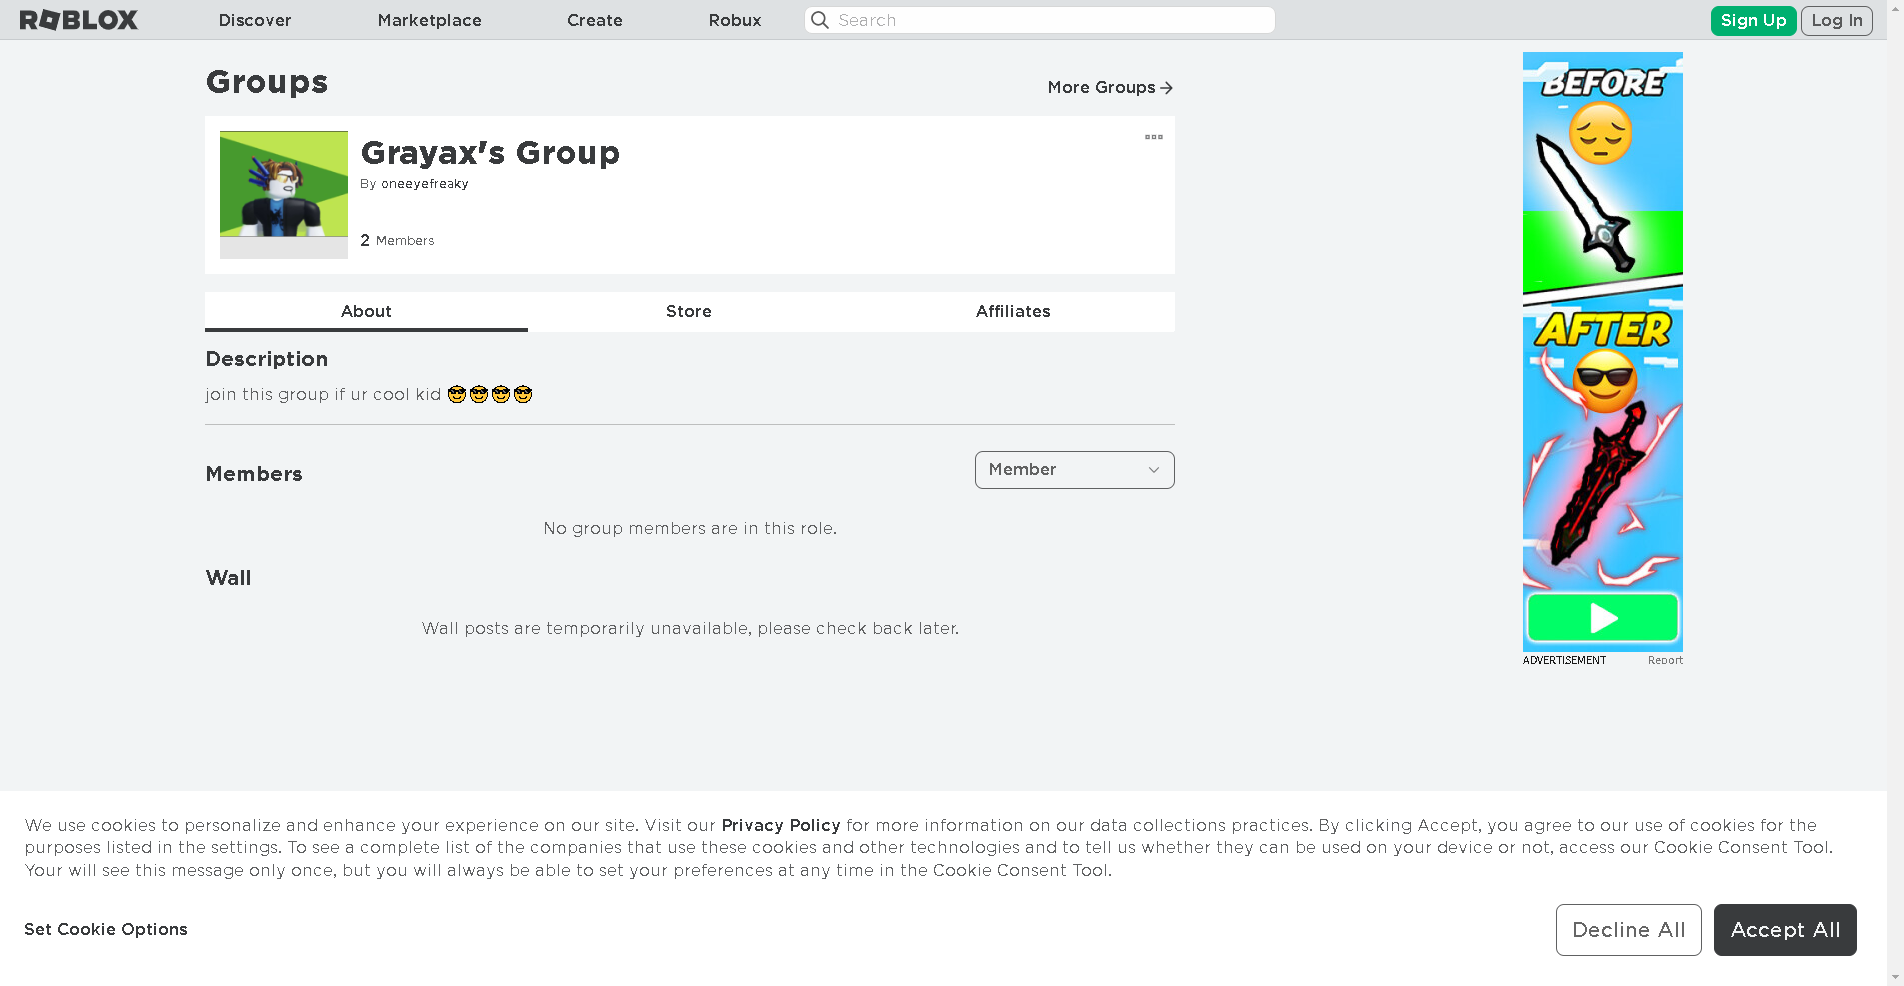 ROBLOX
Discover
Marketplace
Create
Robux
Search
Sign Up
Log In
Groups
More Groups
Grayax's Group
By oneeyefreaky
2 Members
About
Store
Affiliates
Description
join this group if ur cool kid 😎😎😎😎
Members
Member
No group members are in this role.
Wall
Wall posts are temporarily unavailable, please check back later.
BEFORE
AFTER
ADVERTISEMENT
Report
We use cookies to personalize and enhance your experience on our site. Visit our Privacy Policy for more information on our data collections practices. By clicking Accept, you agree to our use of cookies for the
purposes listed in the settings. To see a complete list of the companies that use these cookies and other technologies and to tell us whether they can be used on your device or not, access our Cookie Consent Tool.
Your will see this message only once, but you will always be able to set your preferences at any time in the Cookie Consent Tool.
Set Cookie Options
Decline All
Accept All